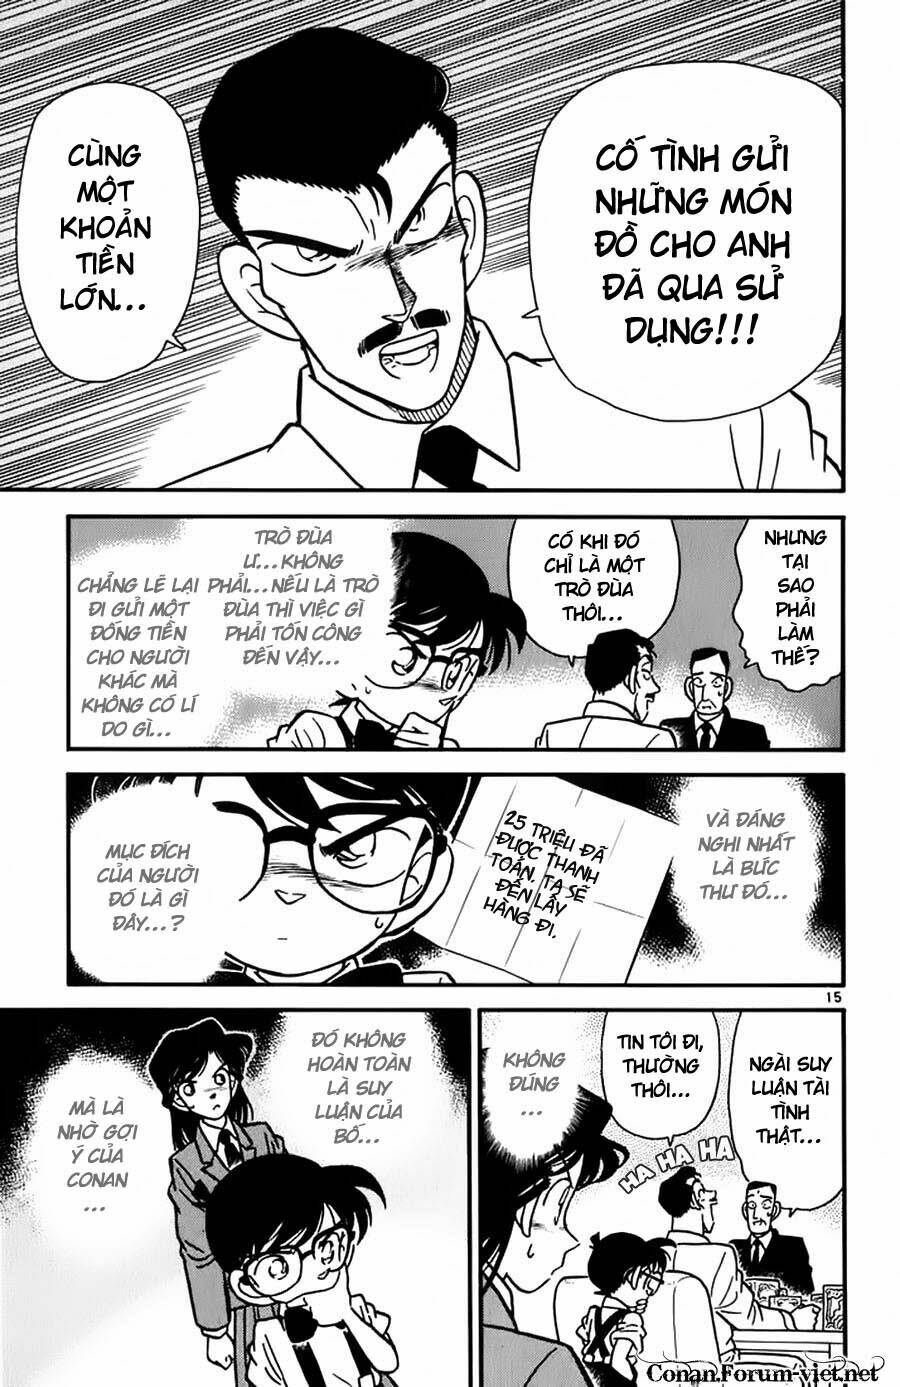 CỐ TÌNH GỬI
NHỮNG MÓN
ĐỒ CHO ANH
ĐÃ QUA SỬ
DỤNG!!!
CÙNG
MỘT
KHOẢN
TIỀN
LỚN...
NHƯNG
TẠI
SAO
PHẢI
LÀM
THẾ?
CÓ KHI ĐÓ
CHỈ LÀ MỘT
TRÒ ĐÙA
THÔI...
TRÒ ĐÙA
Ư...KHÔNG
PHẢI...NẾU LÀ TRÒ
ĐÙA THÌ VIỆC GÌ
PHẢI TỐN CÔNG
ĐẾN VẬY...
CHẲNG LẼ LẠI
ĐI GỬI MỘT
ĐỐNG TIỀN
CHO NGƯỜI
KHÁC MÀ
KHÔNG CÓ LÍ
DO GÌ...
VÀ ĐÁNG
NGHI NHẤT
LÀ BỨC
THƯ ĐÓ...
25 TRIỆU ĐÃ
ĐƯỢC THANH
TOÁN. TA SẼ
ĐẾN LẤY
HÀNG ĐI.
MỤC ĐÍCH
CỦA NGƯỜI
ĐÓ LÀ GÌ
ĐÂY...?
15
NGÀI SUY
LUẬN TÀI
TÌNH
THẬT...
TIN TÔI ĐI,
THƯỜNG
THÔI...
HA HA HA
KHÔNG
ĐÚNG
...
ĐÓ KHÔNG
HOÀN TOÀN
LÀ SUY
LUẬN CỦA
BỐ...
MÀ LÀ
NHỜ GỢI
Ý CỦA
CONAN
...
Conan.Forum-viet.net